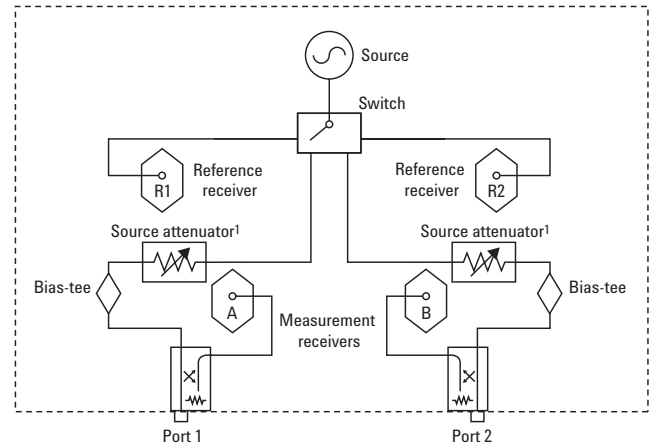 Source
Switch
Reference
receiver
R1
Reference
receiver
R2
Source attenuator¹
Source attenuator¹
Bias-tee
A
Measurement
receivers
B
Bias-tee
Port 1
Port 2